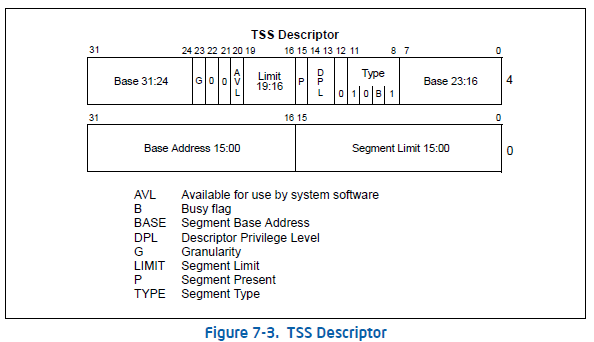 TSS Descriptor
31 24 23 22 21 20 19 16 15 14 13 12 11 8 7 0
Base 31:24 G 0 0 AVL Limit 19:16 P DPL 0 Type 1 0 B 1 Base 23:16 4
31 16 15 0
Base Address 15:00 Segment Limit 15:00 0
AVL Available for use by system software
B Busy flag
BASE Segment Base Address
DPL Descriptor Privilege Level
G Granularity
LIMIT Segment Limit
P Segment Present
TYPE Segment Type
Figure 7-3. TSS Descriptor